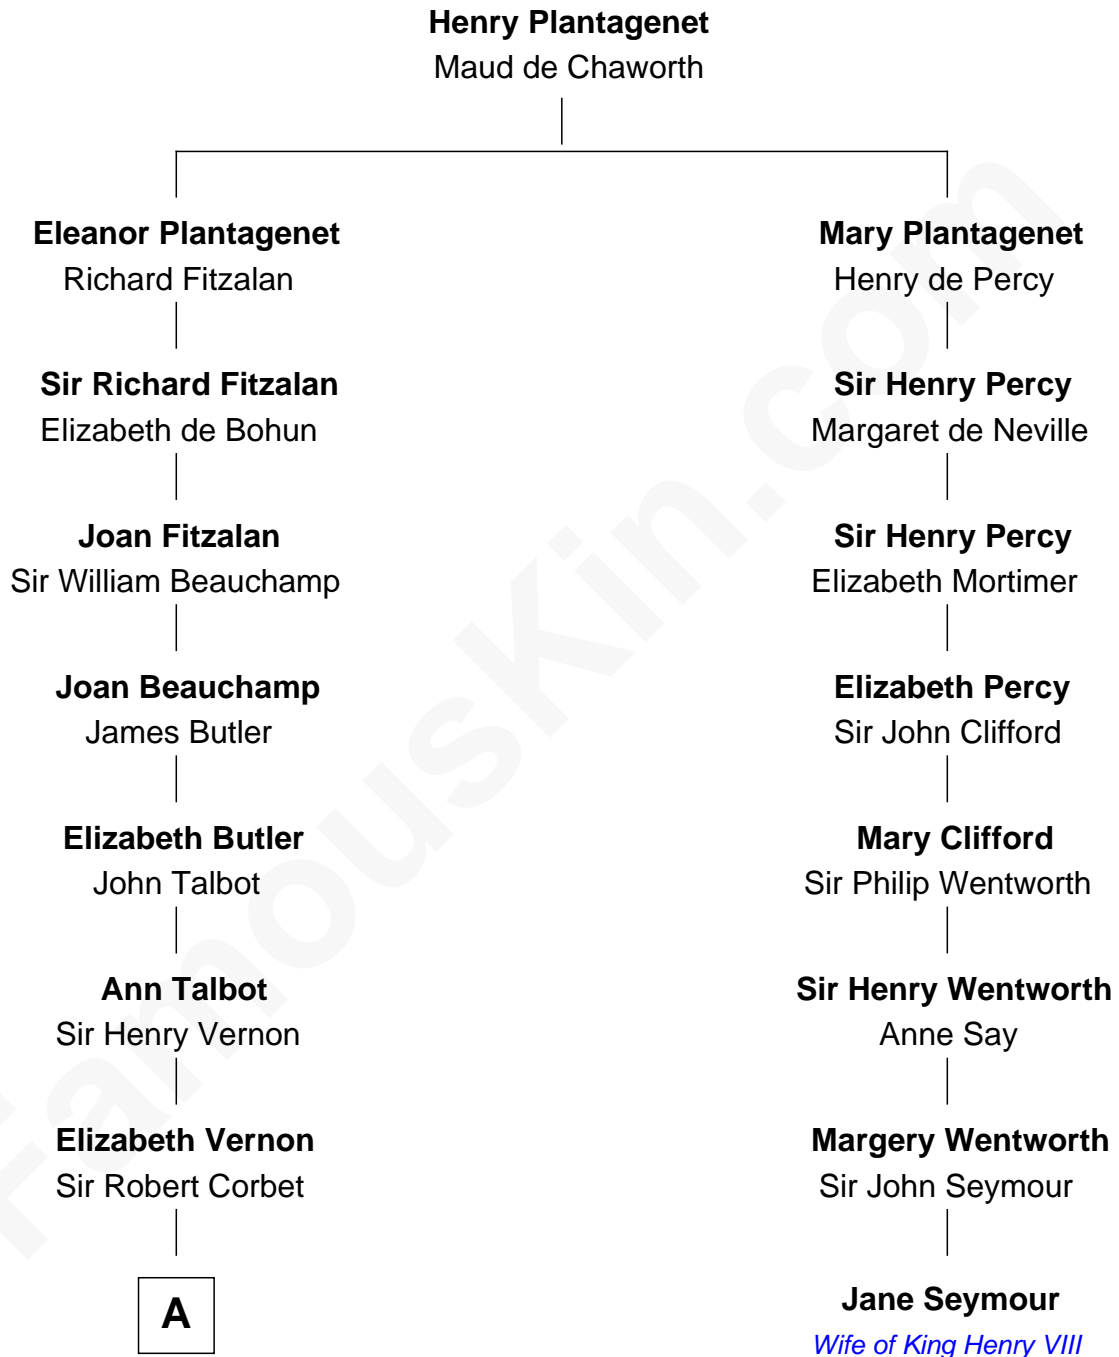 Henry Plantagenet
Maud de Chaworth
Eleanor Plantagenet
Richard Fitzalan
Mary Plantagenet
Henry de Percy
Sir Richard Fitzalan
Elizabeth de Bohun
Sir Henry Percy
Margaret de Neville
Joan Fitzalan
Sir William Beauchamp
Sir Henry Percy
Elizabeth Mortimer
Joan Beauchamp
James Butler
Elizabeth Percy
Sir John Clifford
Elizabeth Butler
John Talbot
Mary Clifford
Sir Philip Wentworth
Ann Talbot
Sir Henry Vernon
Sir Henry Wentworth
Anne Say
Elizabeth Vernon
Sir Robert Corbet
Margery Wentworth
Sir John Seymour
A
Jane Seymour
Wife of King Henry VIII
FamousKin.com